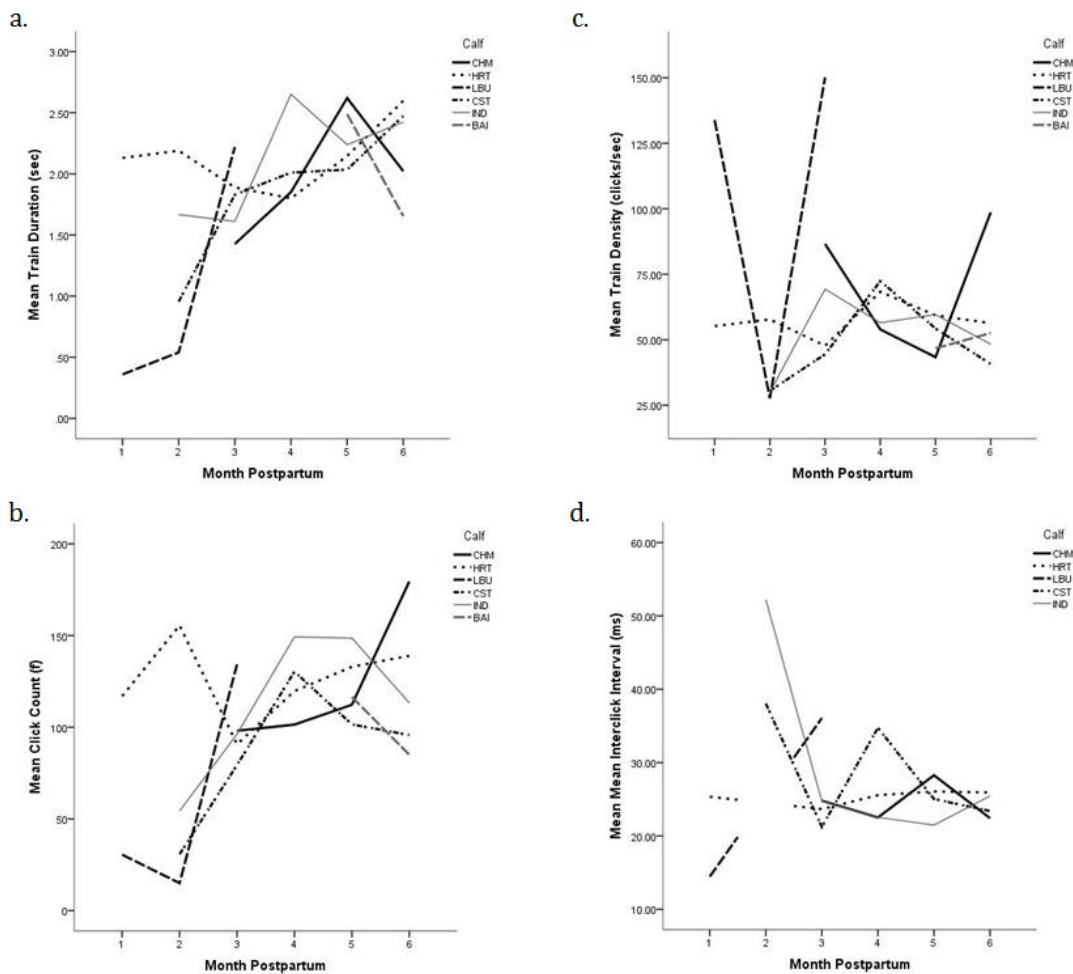 a.
Mean Train Duration (sec)
3.00
2.50
2.00
1.50
1.00
.50
.00
1 2 3 4 5 6
Month Postpartum
Calf
CHM
HRT
LBU
CST
IND
BAI
c.
Mean Train Density (clicks/sec)
150.00
125.00
100.00
75.00
50.00
25.00
1 2 3 4 5 6
Month Postpartum
Calf
CHM
HRT
LBU
CST
IND
BAI
b.
Mean Click Count (f)
200
150
100
50
0
1 2 3 4 5 6
Month Postpartum
Calf
CHM
HRT
LBU
CST
IND
BAI
d.
Mean Mean Interclick Interval (ms)
60.00
50.00
40.00
30.00
20.00
10.00
1 2 3 4 5 6
Month Postpartum
Calf
CHM
HRT
LBU
CST
IND